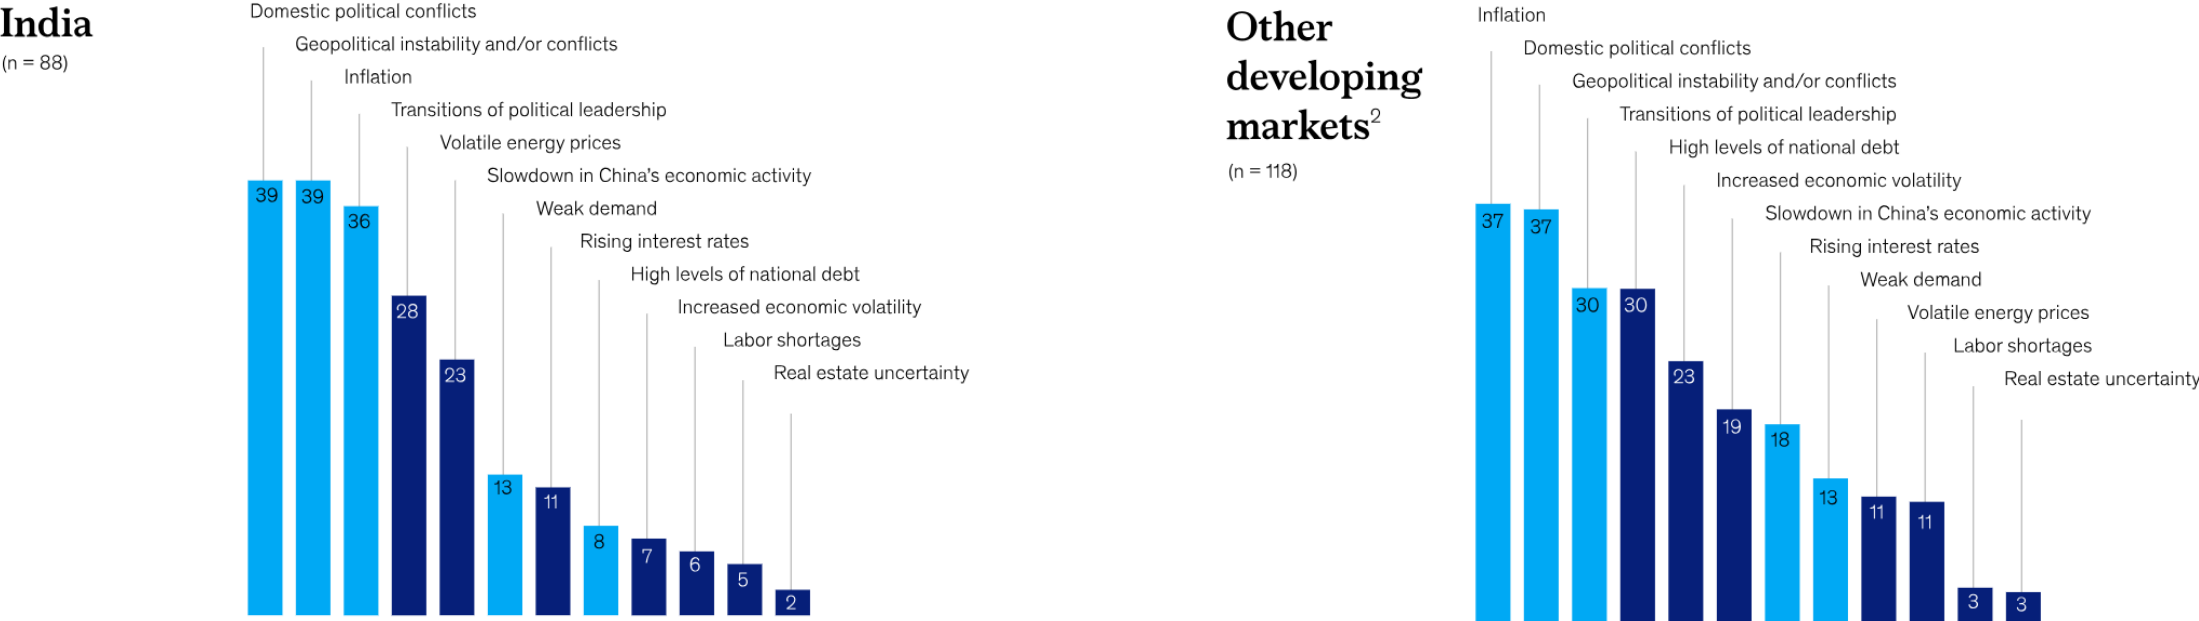 India
(n = 88)
Domestic political conflicts
Geopolitical instability and/or conflicts
Inflation
Transitions of political leadership
Volatile energy prices
Slowdown in China's economic activity
Weak demand
Rising interest rates
High levels of national debt
Increased economic volatility
Labor shortages
Real estate uncertainty
39
39
36
28
23
13
11
8
7
6
5
2
Other
developing
markets2
(n = 118)
Inflation
Domestic political conflicts
Geopolitical instability and/or conflicts
Transitions of political leadership
High levels of national debt
Increased economic volatility
Slowdown in China's economic activity
Rising interest rates
Weak demand
Volatile energy prices
Labor shortages
Real estate uncertainty
37
37
30
30
23
19
18
13
11
11
3
3